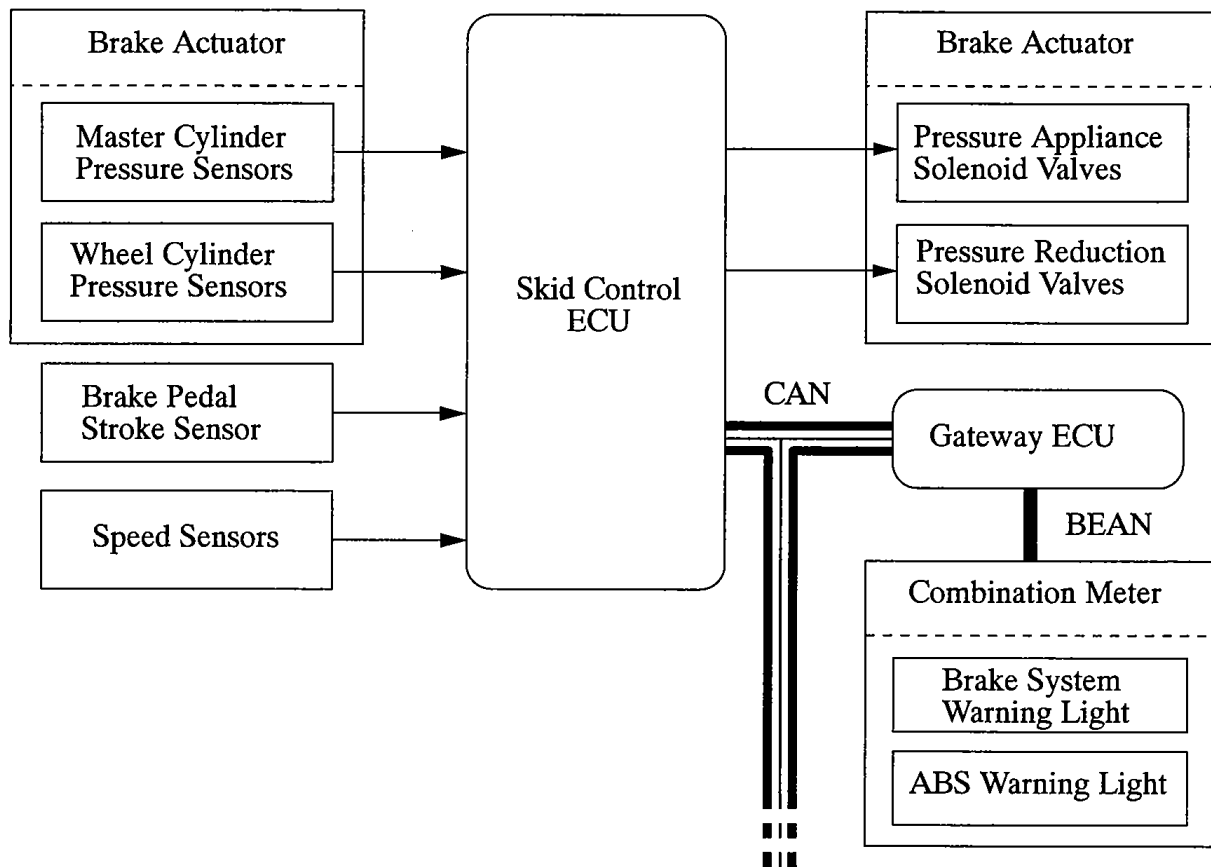 Brake Actuator
Master Cylinder
Pressure Sensors
Wheel Cylinder
Pressure Sensors
Brake Pedal
Stroke Sensor
Speed Sensors
Skid Control
ECU
Brake Actuator
Pressure Appliance
Solenoid Valves
Pressure Reduction
Solenoid Valves
CAN
Gateway ECU
BEAN
Combination Meter
Brake System
Warning Light
ABS Warning Light